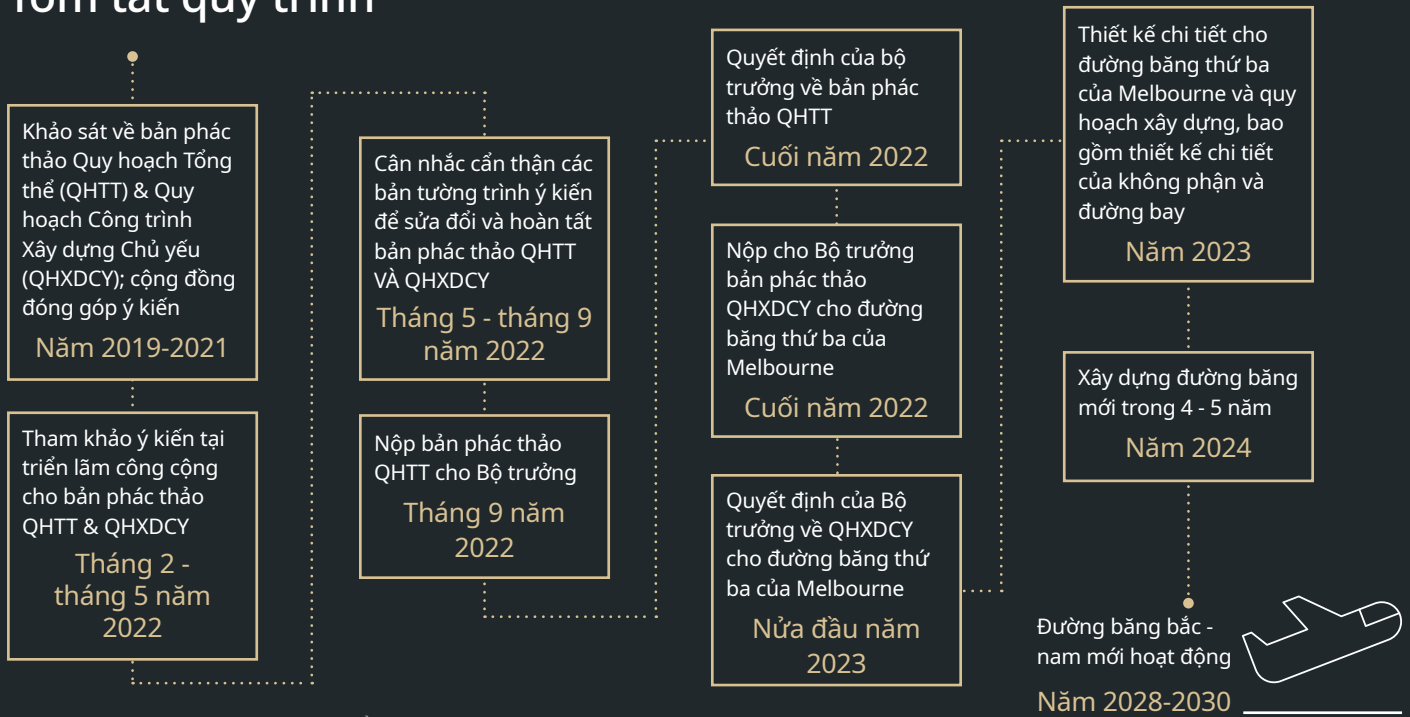 Tóm tắt quy trình
Khảo sát về bản phác
thảo Quy hoạch Tổng
thể (QHTT) & Quy
hoạch Công trình
Xây dựng Chủ yếu
(QHXDCY); cộng đồng
đóng góp ý kiến
Năm 2019-2021
Tham khảo ý kiến tại
triển lãm công cộng
cho bản phác thảo
QHTT & QHXDCY
Tháng 2 -
tháng 5 năm
2022
Cân nhắc cẩn thận các
bản tường trình ý kiến
để sửa đổi và hoàn tất
bản phác thảo QHTT
VÀ QHXDCY
Tháng 5 - tháng 9
năm 2022
Nộp bản phác thảo
QHTT cho Bộ trưởng
Tháng 9 năm
2022
Quyết định của bộ
trưởng về bản phác
thảo QHTT
Cuối năm 2022
Nộp cho Bộ trưởng
bản phác thảo
QHXDCY cho đường
băng thứ ba của
Melbourne
Cuối năm 2022
Quyết định của Bộ
trưởng về QHXDCY
cho đường băng thứ
ba của Melbourne
Nửa đầu năm
2023
Thiết kế chi tiết cho
đường băng thứ ba
của Melbourne và quy
hoạch xây dựng, bao
gồm thiết kế chi tiết
của không phận và
đường bay
Năm 2023
Xây dựng đường băng
mới trong 4 - 5 năm
Năm 2024
Đường băng bắc -
nam mới hoạt động
Năm 2028-2030